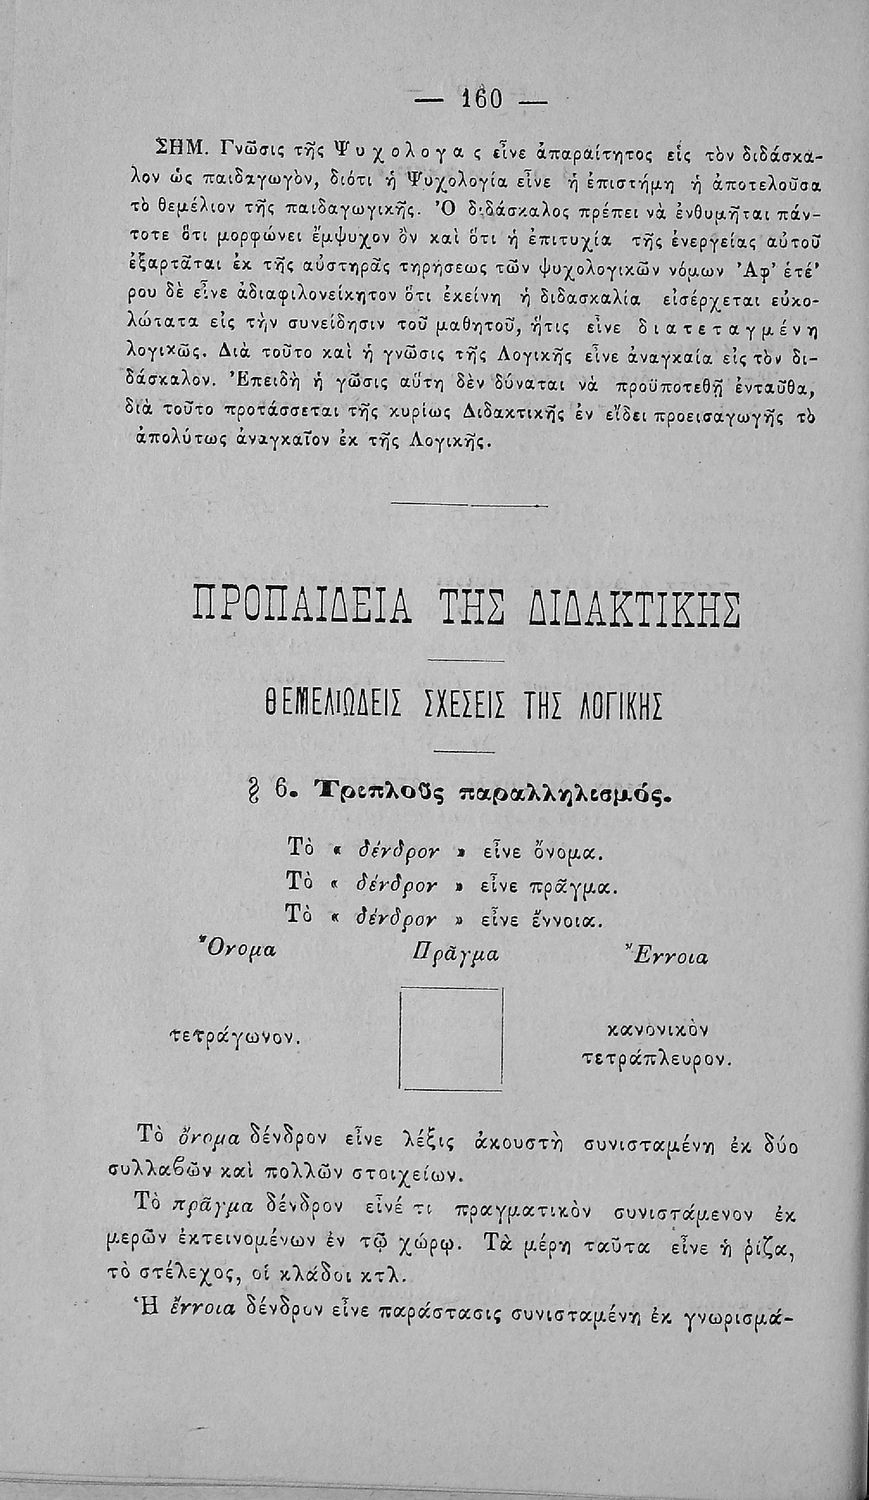 — 160 —
ΣΗΜ. Γνῶσις τῆς Ψ υ χ ο λ ο γ α ς εἶνε ἀπαραίτητος εἰς τὸν διδάσκα-
λον ὡς παιδαγωγὸν, διότι ἡ Ψυχολογία εἶνε ἡ ἐπιστήμη ἡ ἀποτελοῦσα
τὸ θεμέλιον τῆς παιδαγωγικῆς. Ὁ διδάσκαλος πρέπει νὰ ἐνθυμῆται πάν-
τοτε ὅτι μορφώνει ἔμψυχον ὂν καὶ ὅτι ἡ ἐπιτυχία τῆς ἐνεργείας αὐτοῦ
ἐξαρτᾶται ἐκ τῆς αὐστηρᾶς τηρήσεως τῶν ψυχολογικῶν νόμων Ἀφ' ἑτέ'
ρου δὲ εἶνε ἀδιαφιλονείκητον ὅτι ἐκείνη ἡ διδασκαλία εἰσέρχεται εὐκο-
λώτατα εἰς τὴν συνείδησιν τοῦ μαθητοῦ, ἥτις εἶνε δ ι α τ ε τ α γ μ έ ν η
λογικῶς. Διὰ τοῦτο καὶ ἡ γνῶσις τῆς Λογικῆς εἶνε ἀναγκαία εἰς τὸν δι-
δάσκαλον. Ἐπειδὴ ἡ γῶσις αὕτη δὲν δύναται νὰ προϋποτεθῇ ἐνταῦθα,
διὰ τοῦτο προτάσσεται τῆς κυρίως Διδακτικῆς ἐν εἴδει προεισαγωγῆς τὸ
ἀπολύτως ἀναγκαῖον ἐκ τῆς Λογικῆς.
ΠΡΟΠΑΙΔΕΙΑ ΤΗΣ ΔΙΔΑΚΤΙΚΗΣ
ΘΕΜΕΛΙΩΔΕΙΣ ΣΧΕΣΕΙΣ ΤΗΣ ΛΟΓΙΚΗΣ
§ 6. Τριπλοῦς παραλληλισμός.
Τὸ « δένδρον » εἶνε ὄνομα.
Τὸ « δένδρον » εἶνε πρᾶγμα.
Τὸ « δένδρον » εἶνε ἔννοια.
Ὄνομα Πρᾶγμα Ἔννοια
τετράγωνον. κανονικὸν
τετράπλευρον.
Τὸ ὄνομα δένδρον εἶνε λέξις ἀκουστὴ συνισταμένη ἐκ δύο
συλλαβῶν καὶ πολλῶν στοιχείων.
Τὸ πρᾶγμα δένδρον εἶνέ τι πραγματικὸν συνιστάμενον ἐκ
μερῶν ἐκτεινομένων ἐν τῷ χώρῳ. Τὰ μέρη ταῦτα εἶνε ἡ ῥίζα,
τὸ στέλεχος, οἱ κλάδοι κτλ.
Ἡ ἔννοια δένδρον εἶνε παράστασις συνισταμένη ἐκ γνωρισμά-